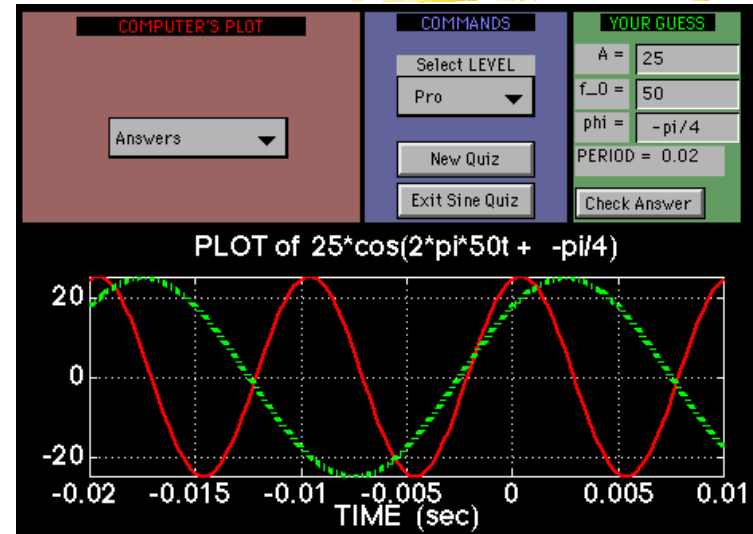 COMPUTER'S PLOT
Answers
COMMANDS
Select LEVEL
Pro
New Quiz
Exit Sine Quiz
YOUR GUESS
A = 25
f_0 = 50
phi = -pi/4
PERIOD = 0.02
Check Answer
PLOT of 25*cos(2*pi*50t + -pi/4)
20
0
-20
-0.02 -0.015 -0.01 -0.005 0 0.005 0.01
TIME (sec)